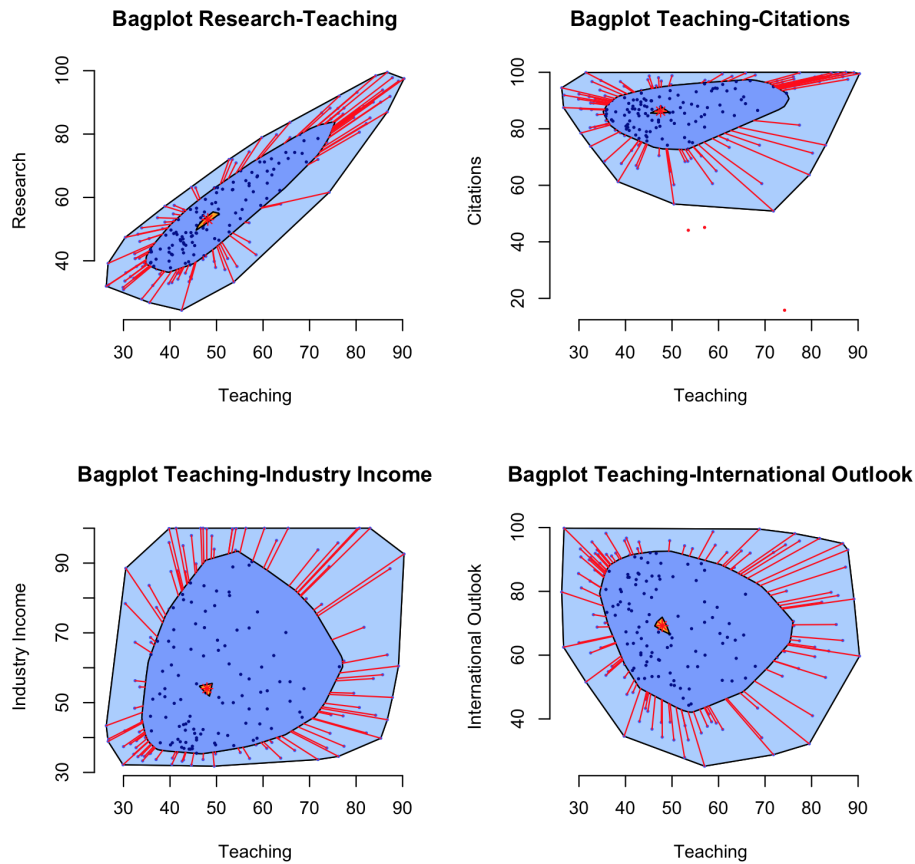 Bagplot Research-Teaching
Research
100
80
60
40
30 40 50 60 70 80 90
Teaching
Bagplot Teaching-Citations
Citations
100
80
60
40
20
30 40 50 60 70 80 90
Teaching
Bagplot Teaching-Industry Income
Industry Income
90
70
50
30
30 40 50 60 70 80 90
Teaching
Bagplot Teaching-International Outlook
International Outlook
100
80
60
40
30 40 50 60 70 80 90
Teaching